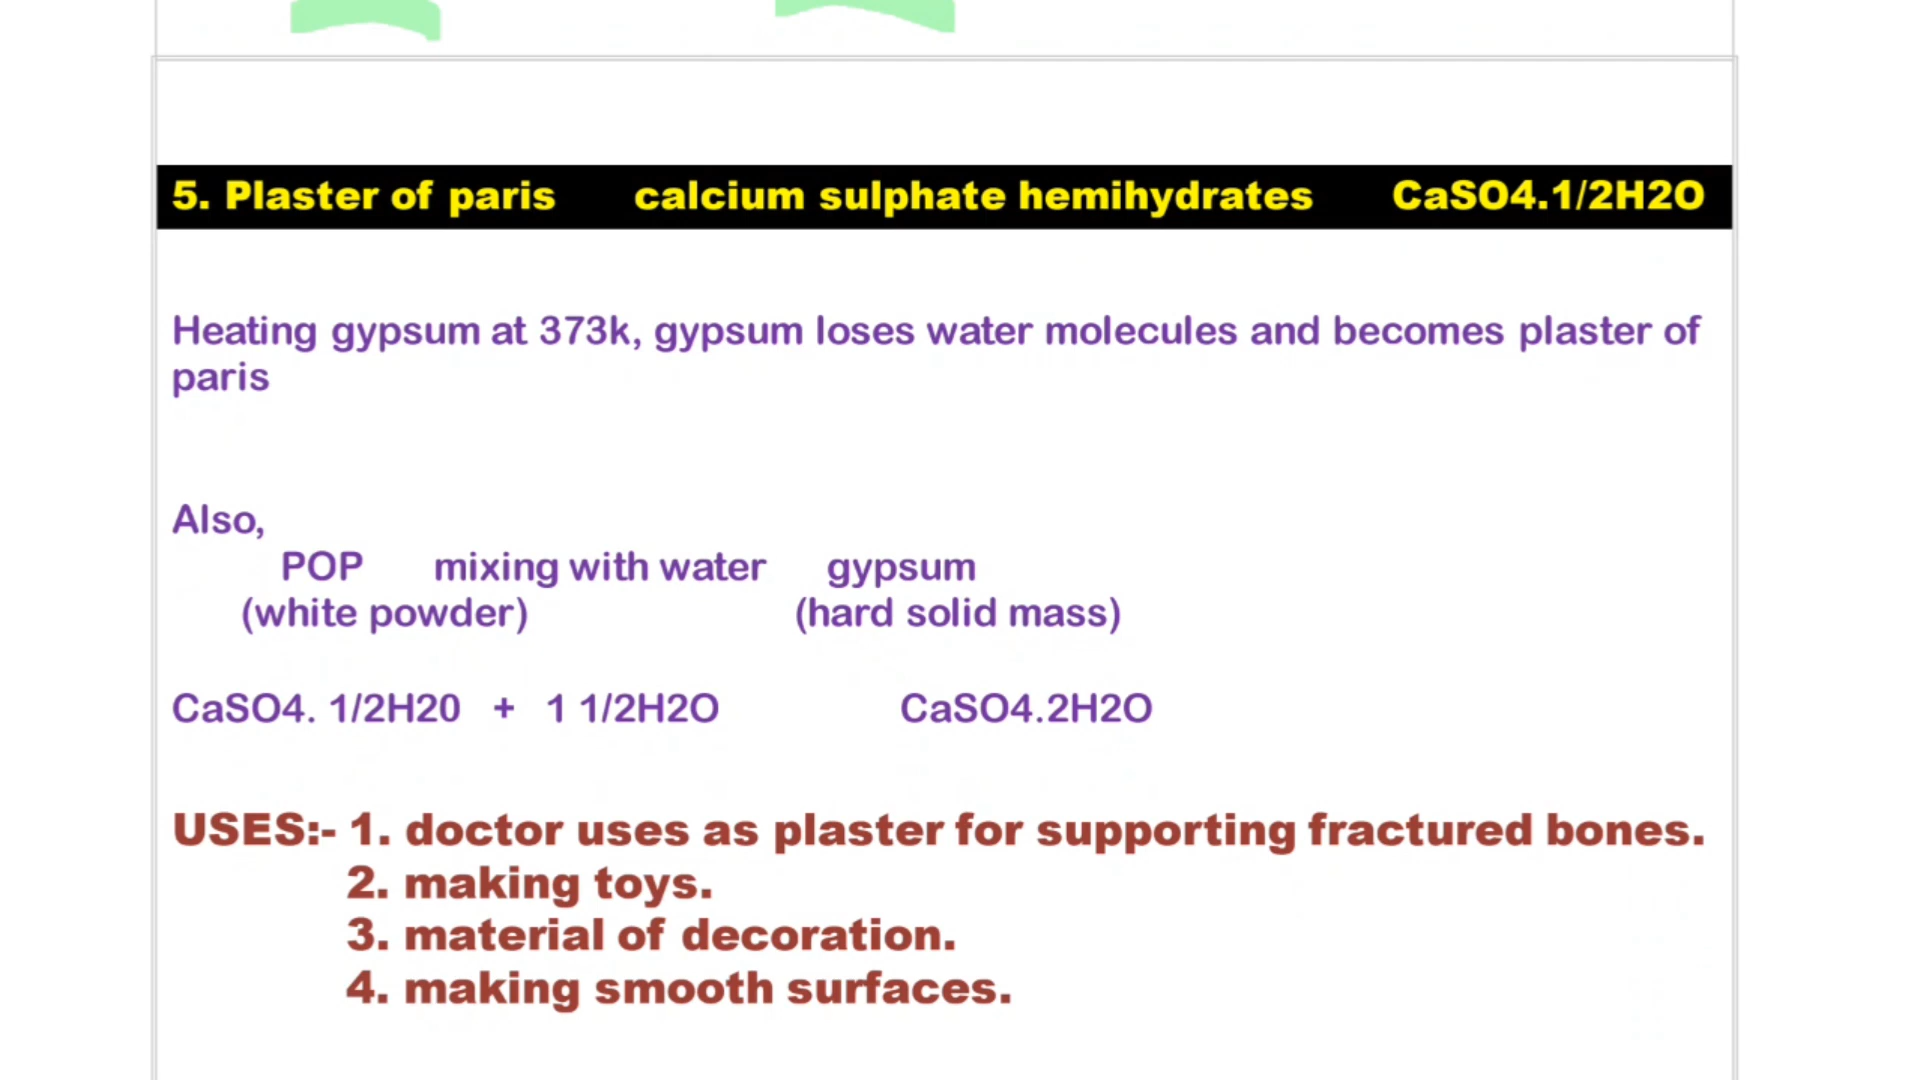 5. Plaster of paris calcium sulphate hemihydrates CaSO4.1/2H2O
Heating gypsum at 373k, gypsum loses water molecules and becomes plaster of
paris
Also,
POP mixing with water gypsum
(white powder) (hard solid mass)
CaSO4. 1/2H20 + 1 1/2H2O CaSO4.2H2O
USES:- 1. doctor uses as plaster for supporting fractured bones.
2. making toys.
3. material of decoration.
4. making smooth surfaces.